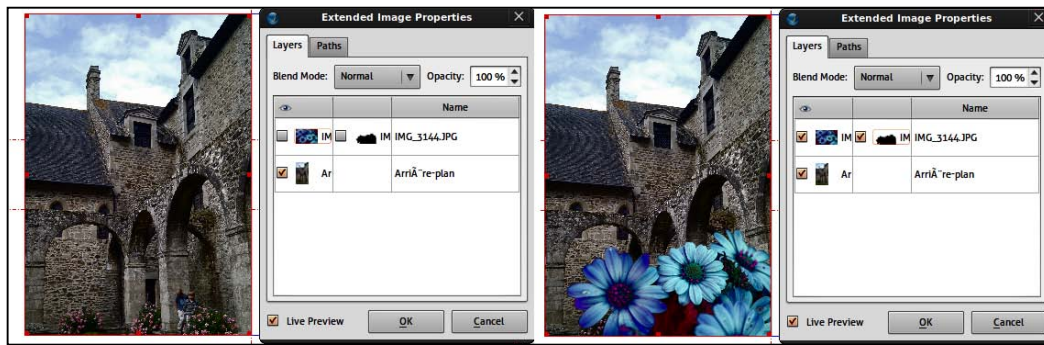 Extended Image Properties
Layers Paths
Blend Mode: Normal Opacity: 100 %
Name
IM IM IMG_3144.JPG
Ar ArriÃ¨re-plan
Live Preview OK Cancel
Extended Image Properties
Layers Paths
Blend Mode: Normal Opacity: 100 %
Name
IM IM IMG_3144.JPG
Ar ArriÃ¨re-plan
Live Preview OK Cancel